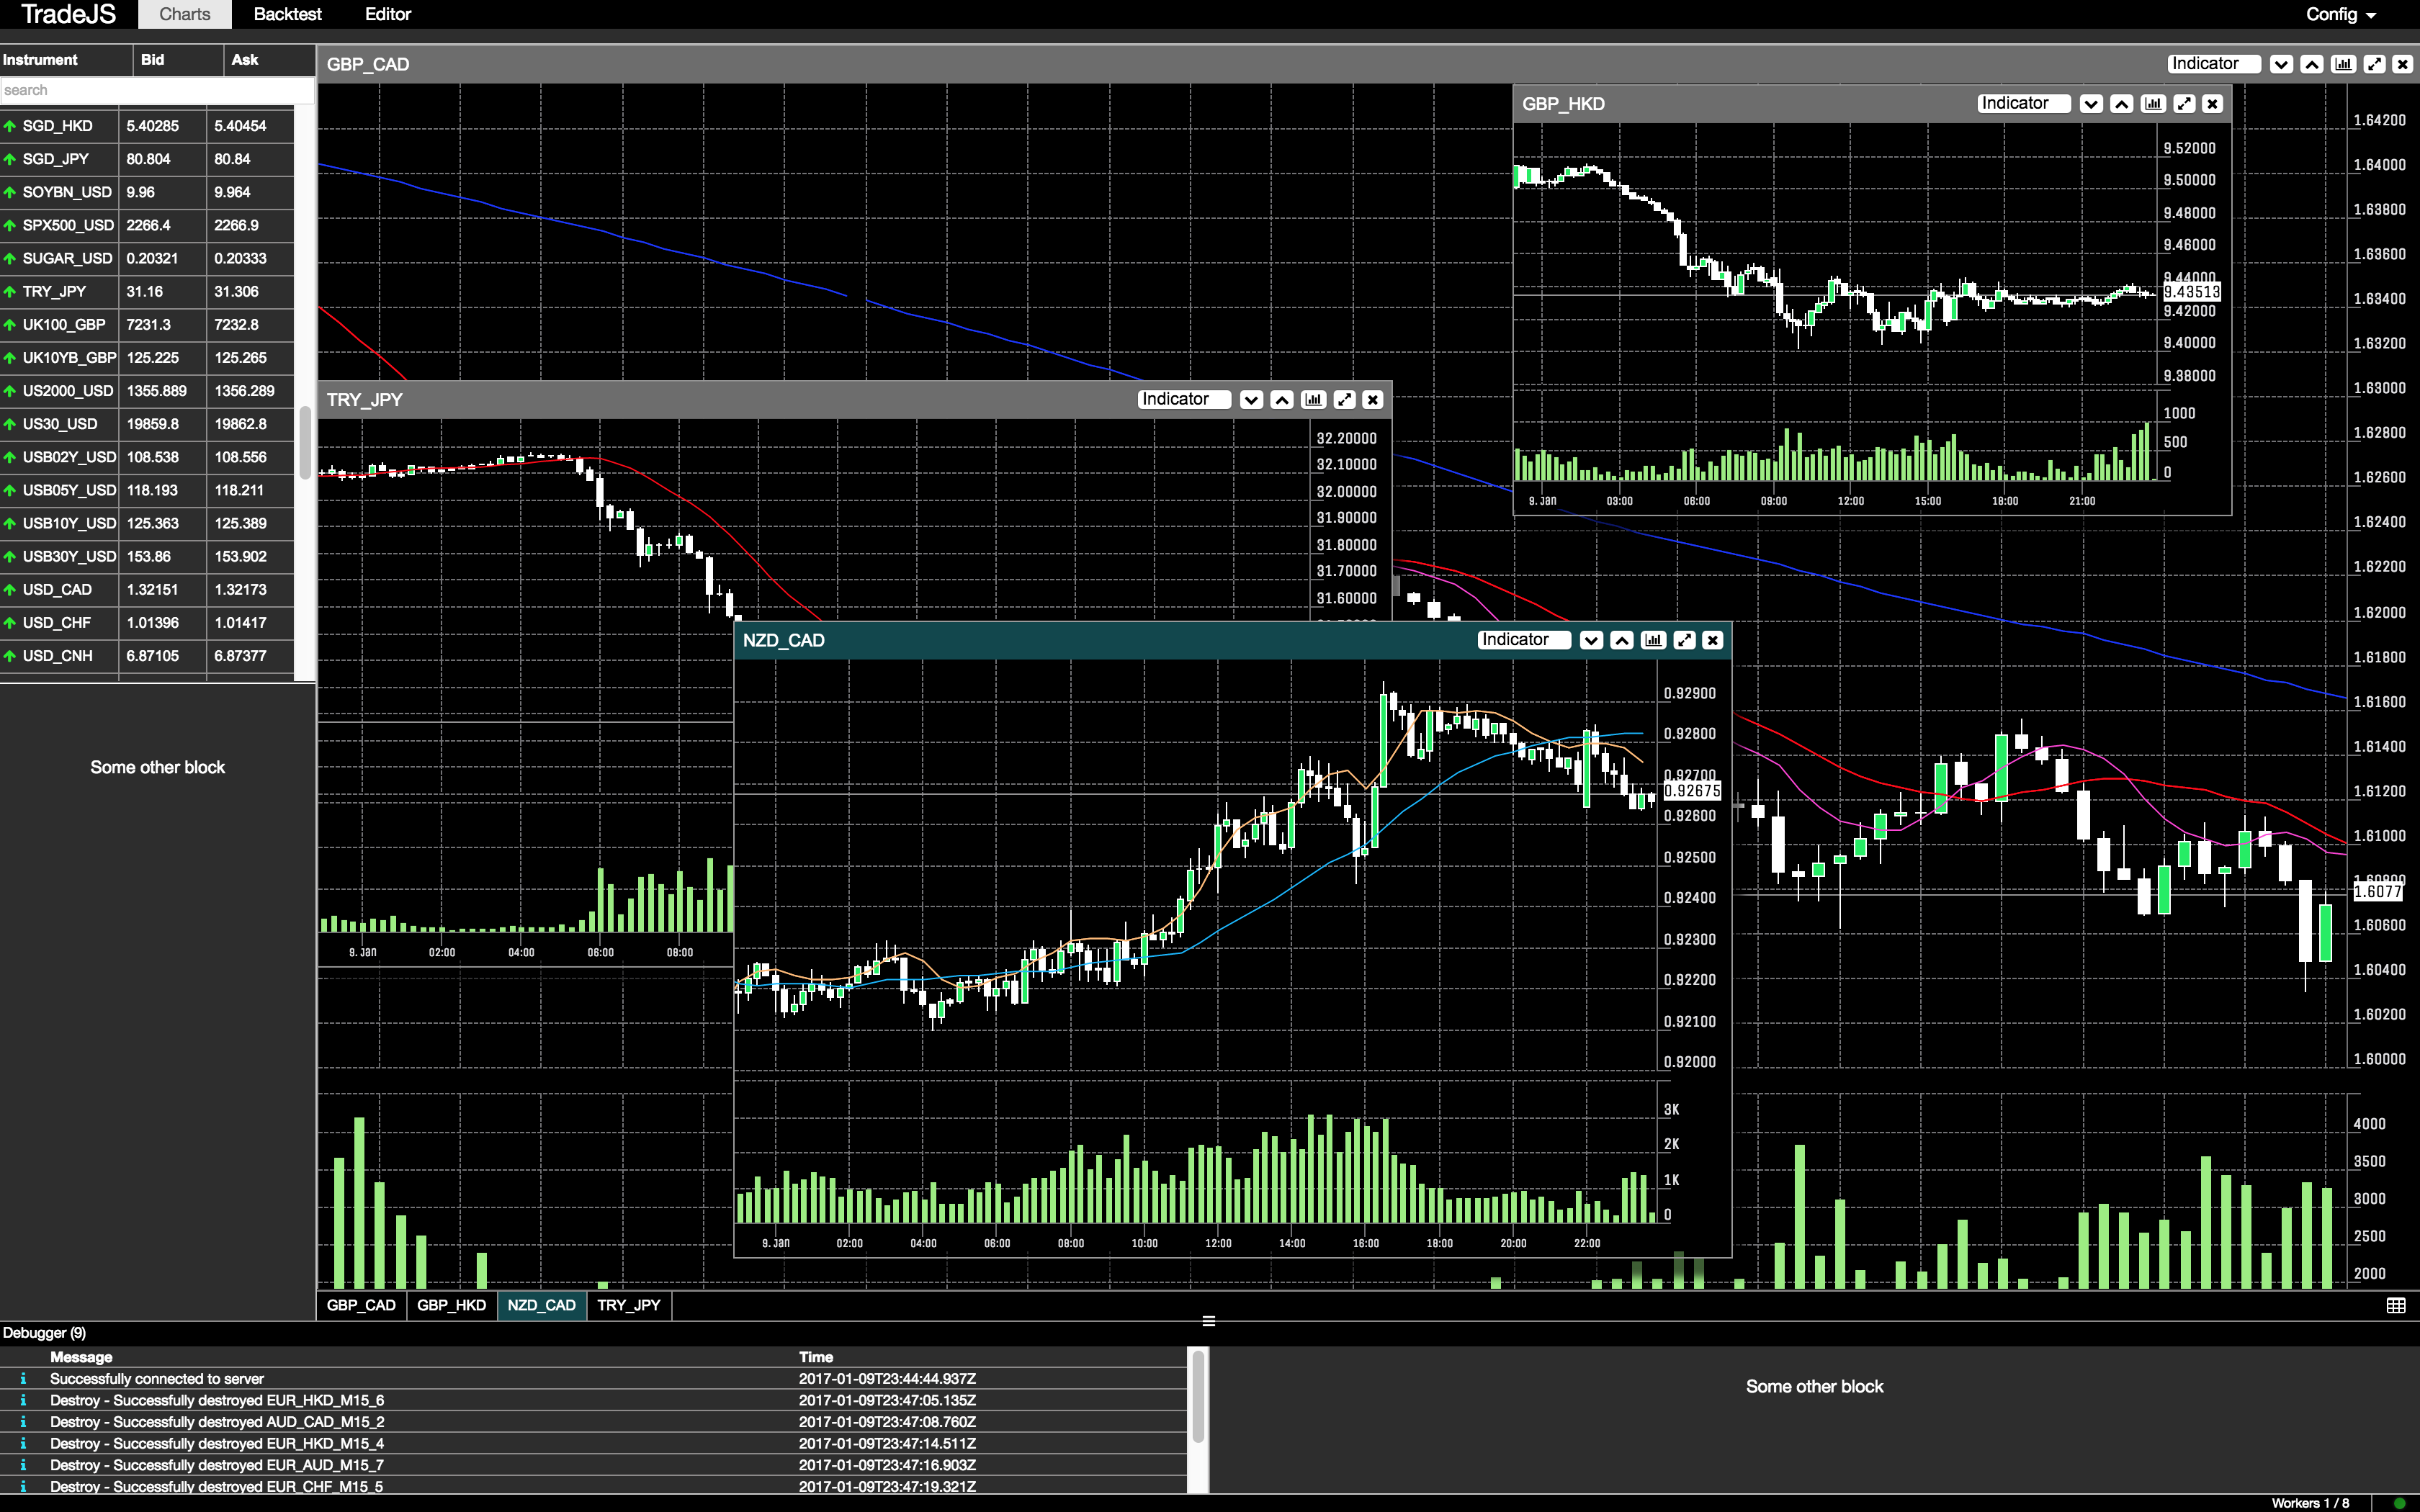 TradeJS Charts Backtest Editor Config
Instrument Bid Ask
search
SGD_HKD 5.40285 5.40454
SGD_JPY 80.804 80.84
SOYBN_USD 9.96 9.964
SPX500_USD 2266.4 2266.9
SUGAR_USD 0.20321 0.20333
TRY_JPY 31.16 31.306
UK100_GBP 7231.3 7232.8
UK10YB_GBP 125.225 125.265
US2000_USD 1355.889 1356.289
US30_USD 19859.8 19862.8
USB02Y_USD 108.538 108.556
USB05Y_USD 118.193 118.211
USB10Y_USD 125.363 125.389
USB30Y_USD 153.86 153.902
USD_CAD 1.32151 1.32173
USD_CHF 1.01396 1.01417
USD_CNH 6.87105 6.87377
Some other block
GBP_CAD Indicator
1.64200
1.64000
1.63800
1.63600
1.63400
1.63200
1.63000
1.62800
1.62600
1.62400
1.62200
1.62000
1.61800
1.61600
1.61400
1.61200
1.61000
1.60800
1.6077
1.60600
1.60400
1.60200
1.60000
4000
3500
3000
2500
2000
GBP_HKD Indicator
9.52000
9.50000
9.48000
9.46000
9.44000
9.43513
9.42000
9.40000
9.38000
1000
500
0
9. Jan 03:00 06:00 09:00 12:00 15:00 18:00 21:00
TRY_JPY Indicator
32.20000
32.10000
32.00000
31.90000
31.80000
31.70000
31.60000
9. Jan 02:00 04:00 06:00 08:00
NZD_CAD Indicator
0.92900
0.92800
0.92700
0.92675
0.92600
0.92500
0.92400
0.92300
0.92200
0.92100
0.92000
3K
2K
1K
0
9. Jan 02:00 04:00 06:00 08:00 10:00 12:00 14:00 16:00 18:00 20:00 22:00
GBP_CAD GBP_HKD NZD_CAD TRY_JPY
Debugger (9)
Message Time
Successfully connected to server 2017-01-09T23:44:44.937Z
Destroy - Successfully destroyed EUR_HKD_M15_6 2017-01-09T23:47:05.135Z
Destroy - Successfully destroyed AUD_CAD_M15_2 2017-01-09T23:47:08.760Z
Destroy - Successfully destroyed EUR_HKD_M15_4 2017-01-09T23:47:14.511Z
Destroy - Successfully destroyed EUR_AUD_M15_7 2017-01-09T23:47:16.903Z
Destroy - Successfully destroyed EUR_CHF_M15_5 2017-01-09T23:47:19.321Z
Some other block
Workers 1 / 8